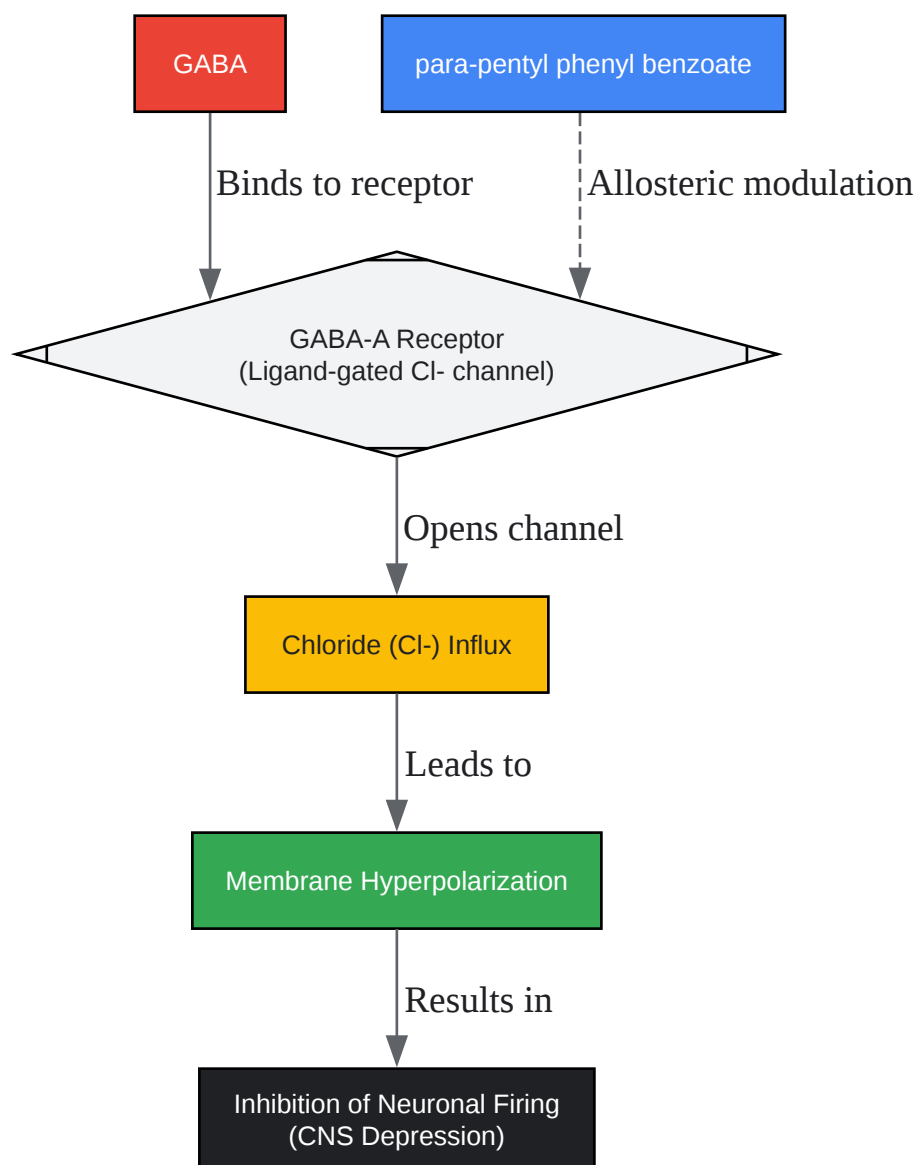 GABA
para-pentyl phenyl benzoate
Binds to receptor
Allosteric modulation
GABA-A Receptor
(Ligand-gated Cl- channel)
Opens channel
Chloride (Cl-) Influx
Leads to
Membrane Hyperpolarization
Results in
Inhibition of Neuronal Firing
(CNS Depression)